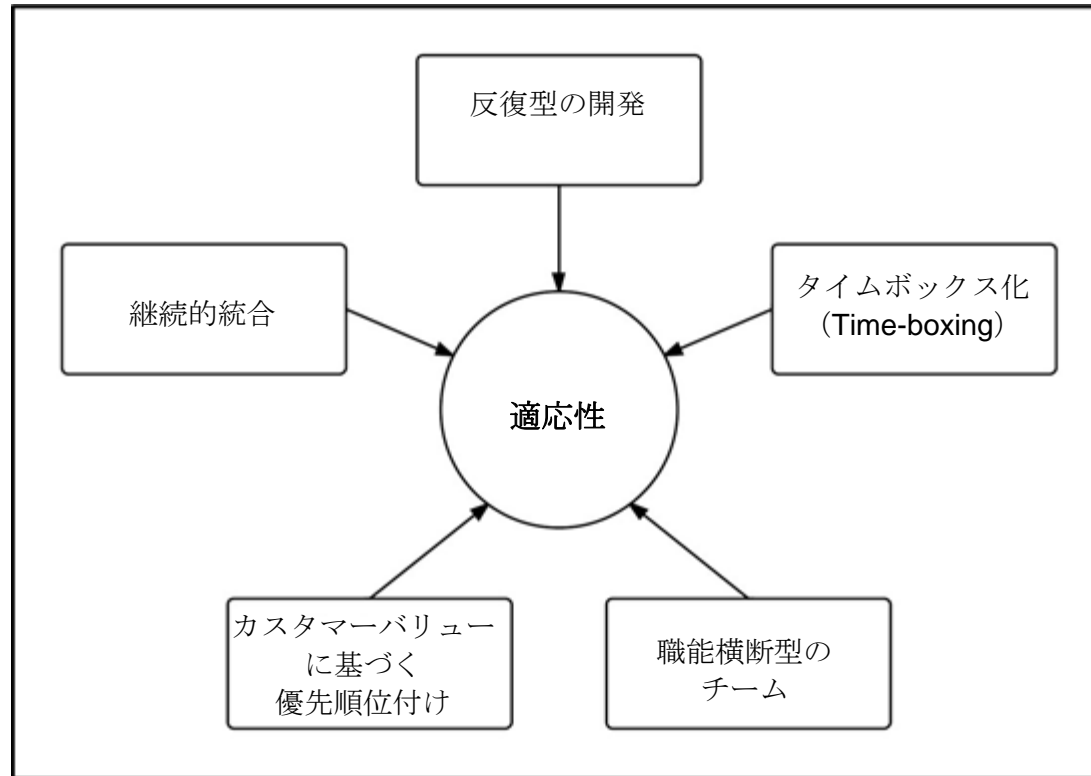 反復型の開発
継続的統合
タイムボックス化
（Time-boxing）
適応性
カスタマーバリュー
に基づく
優先順位付け
職能横断型の
チーム